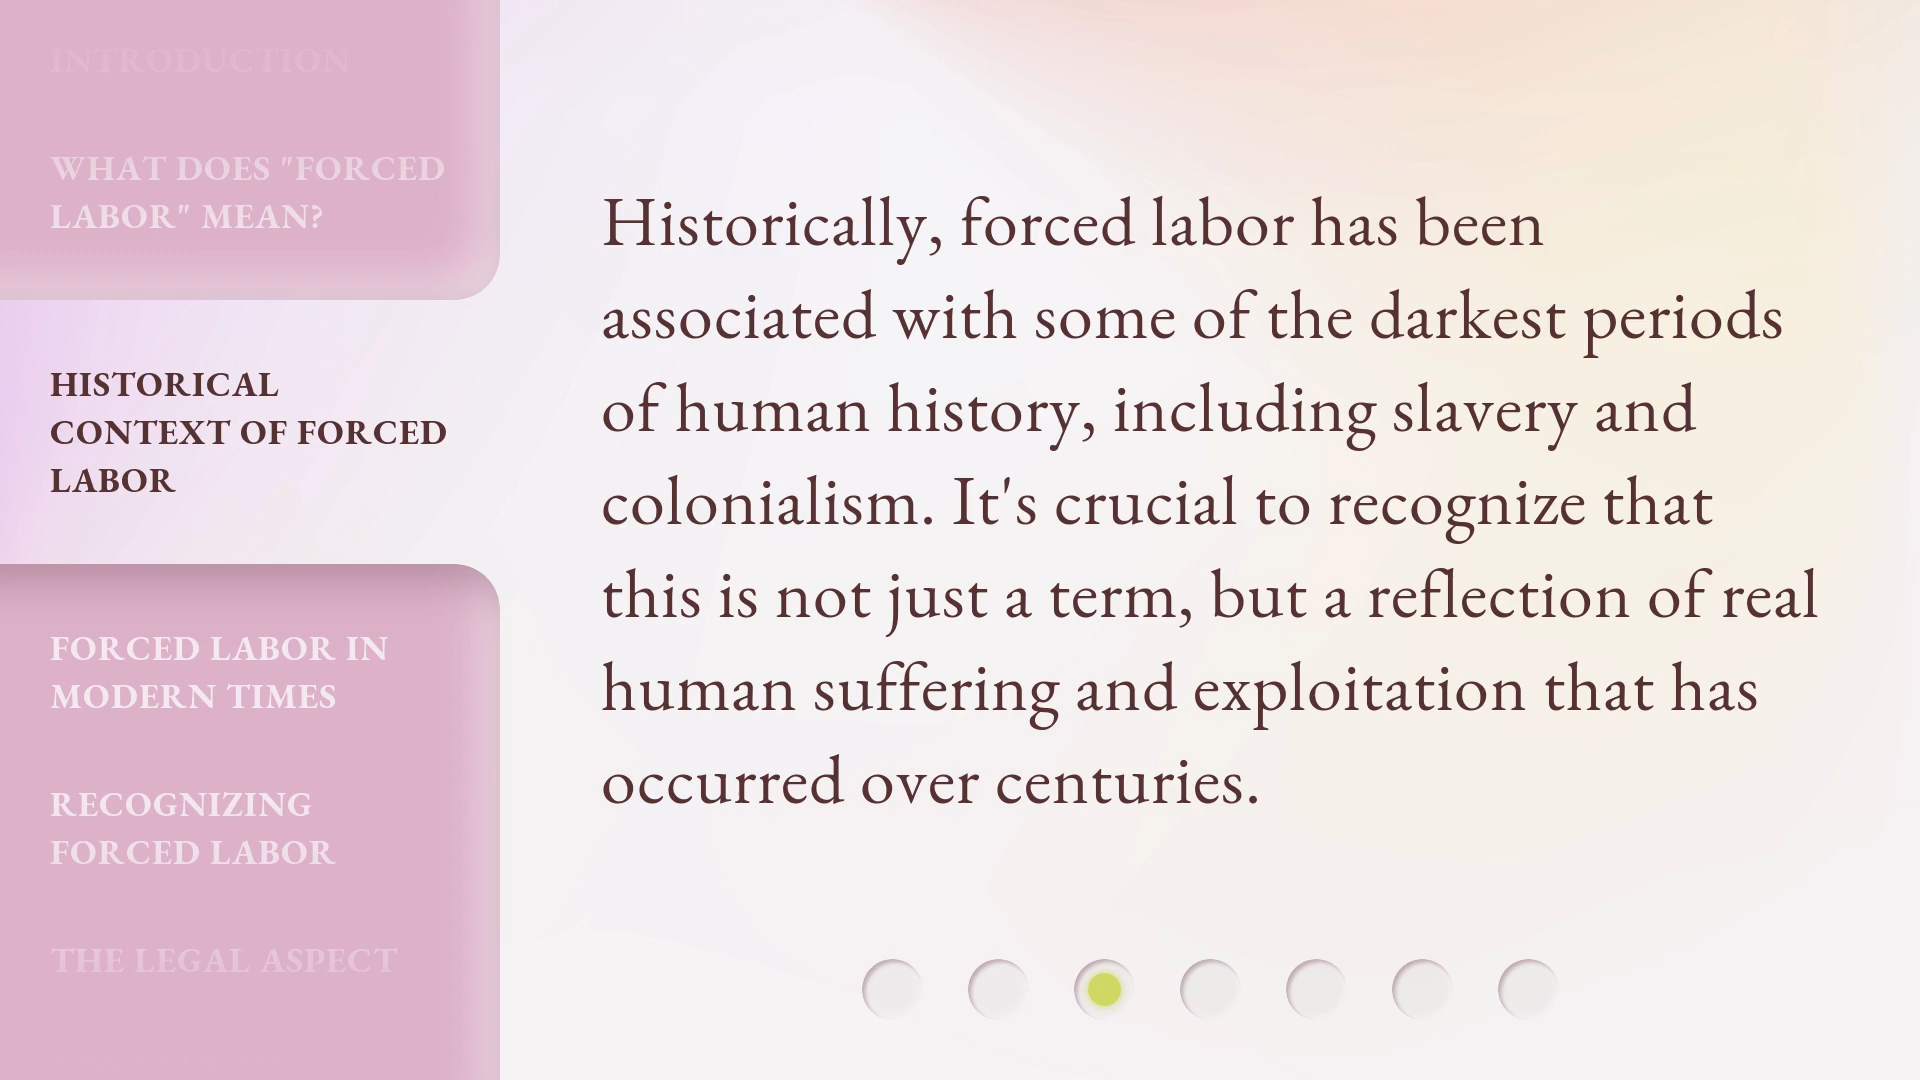 INTRODUCTION
WHAT DOES "FORCED
LABOR" MEAN?
HISTORICAL
CONTEXT OF FORCED
LABOR
FORCED LABOR IN
MODERN TIMES
RECOGNIZING
FORCED LABOR
THE LEGAL ASPECT
Historically, forced labor has been
associated with some of the darkest periods
of human history, including slavery and
colonialism. It's crucial to recognize that
this is not just a term, but a reflection of real
human suffering and exploitation that has
occurred over centuries.